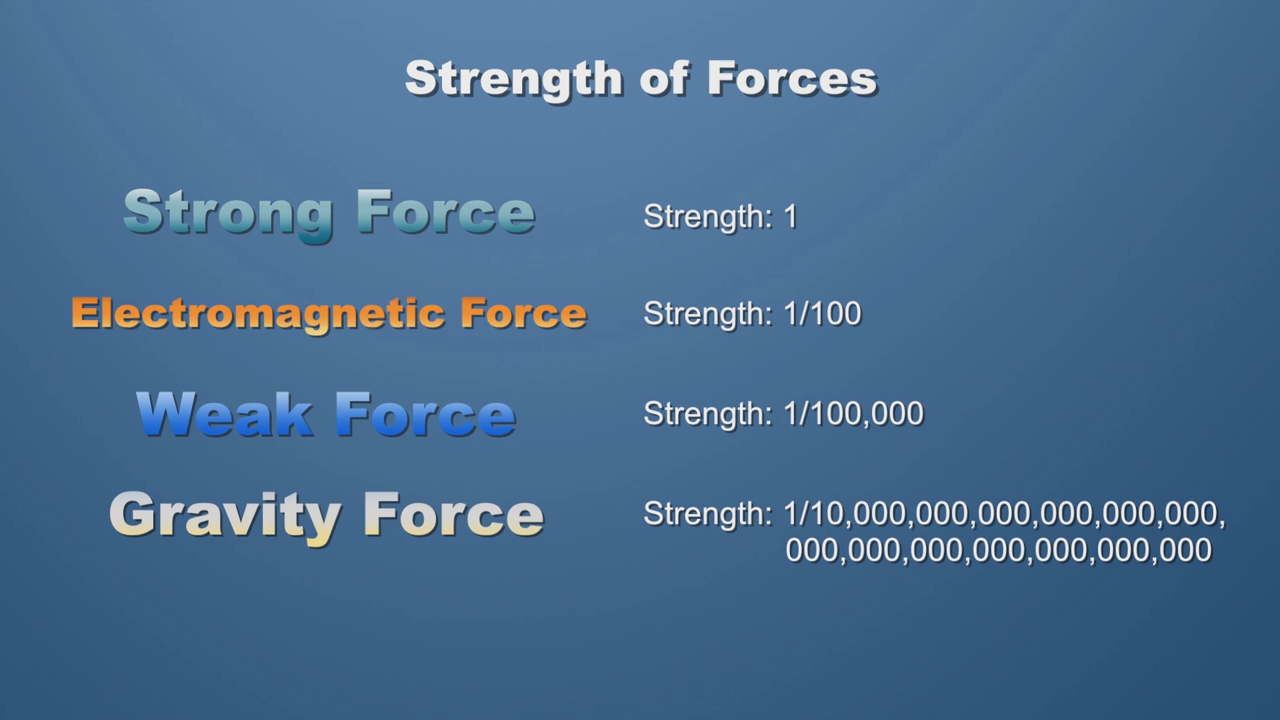 Strength of Forces
Strong Force Strength: 1
Electromagnetic Force Strength: 1/100
Weak Force Strength: 1/100,000
Gravity Force Strength: 1/10,000,000,000,000,000,000,
000,000,000,000,000,000,000